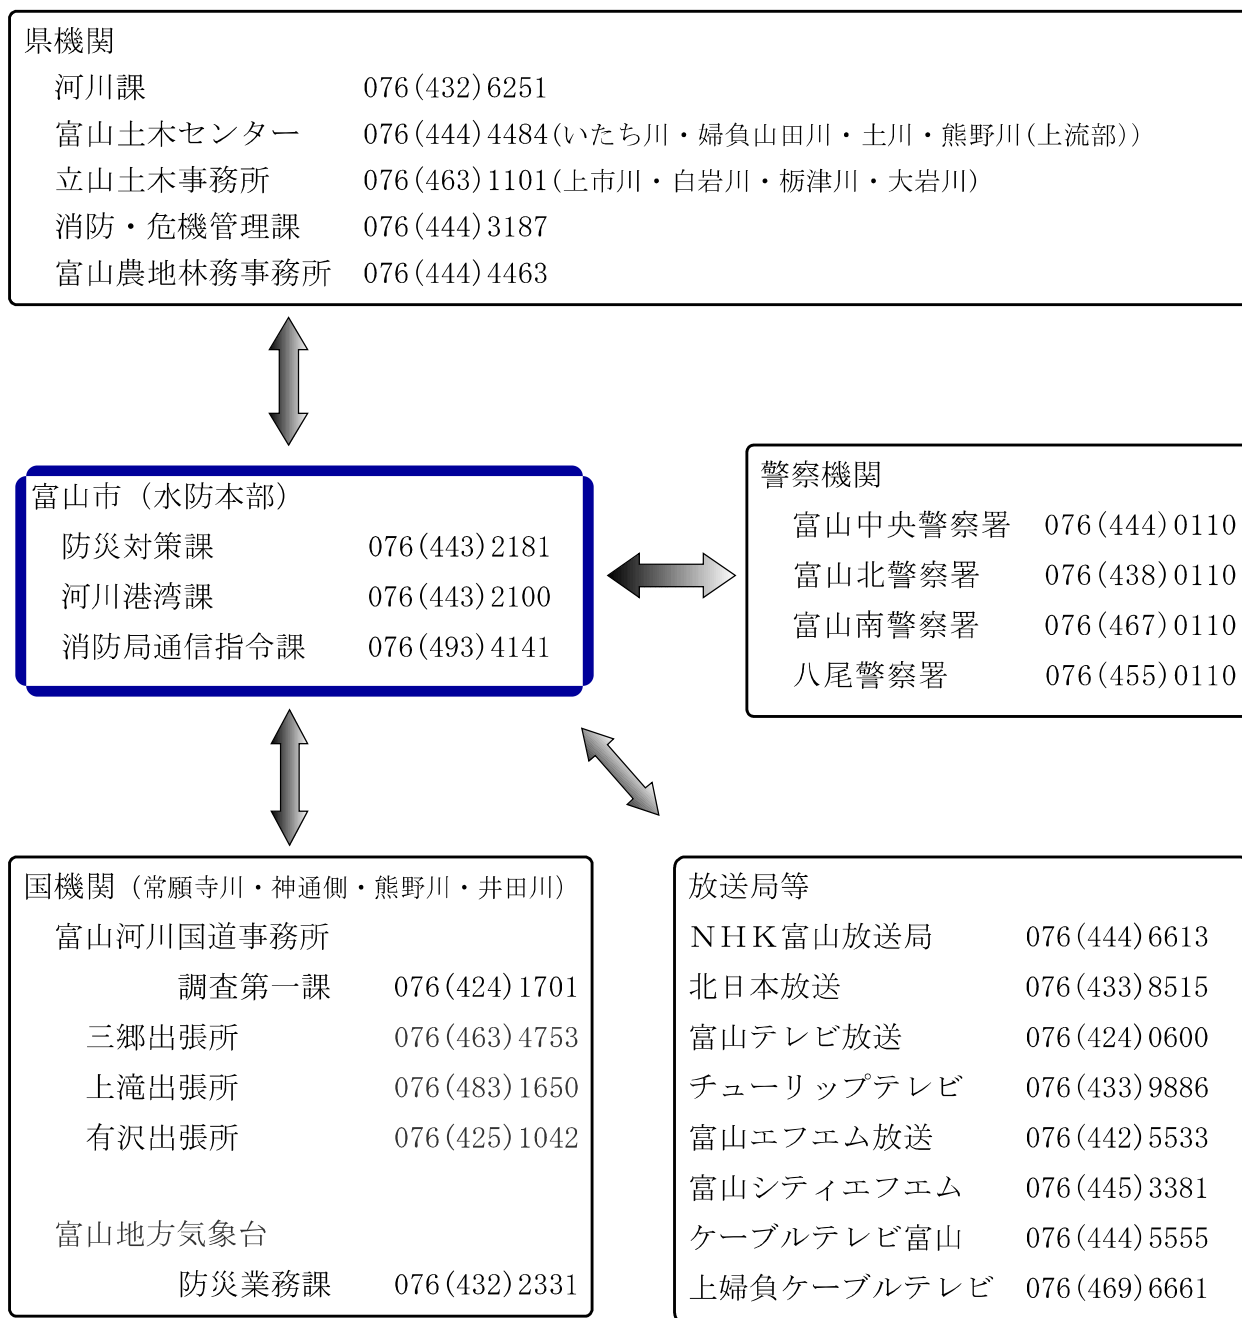 県機関
河川課 076(432)6251
富山土木センター 076(444)4484(いたち川・婦負山田川・土川・熊野川(上流部))
立山土木事務所 076(463)1101(上市川・白岩川・栃津川・大岩川)
消防・危機管理課 076(444)3187
富山農地林務事務所 076(444)4463
富山市（水防本部）
防災対策課 076(443)2181
河川港湾課 076(443)2100
消防局通信指令課 076(493)4141
警察機関
富山中央警察署 076(444)0110
富山北警察署 076(438)0110
富山南警察署 076(467)0110
八尾警察署 076(455)0110
国機関（常願寺川・神通側・熊野川・井田川）
富山河川国道事務所
調査第一課 076(424)1701
三郷出張所 076(463)4753
上滝出張所 076(483)1650
有沢出張所 076(425)1042
富山地方気象台
防災業務課 076(432)2331
放送局等
ＮＨＫ富山放送局 076(444)6613
北日本放送 076(433)8515
富山テレビ放送 076(424)0600
チューリップテレビ 076(433)9886
富山エフエム放送 076(442)5533
富山シティエフエム 076(445)3381
ケーブルテレビ富山 076(444)5555
上婦負ケーブルテレビ 076(469)6661